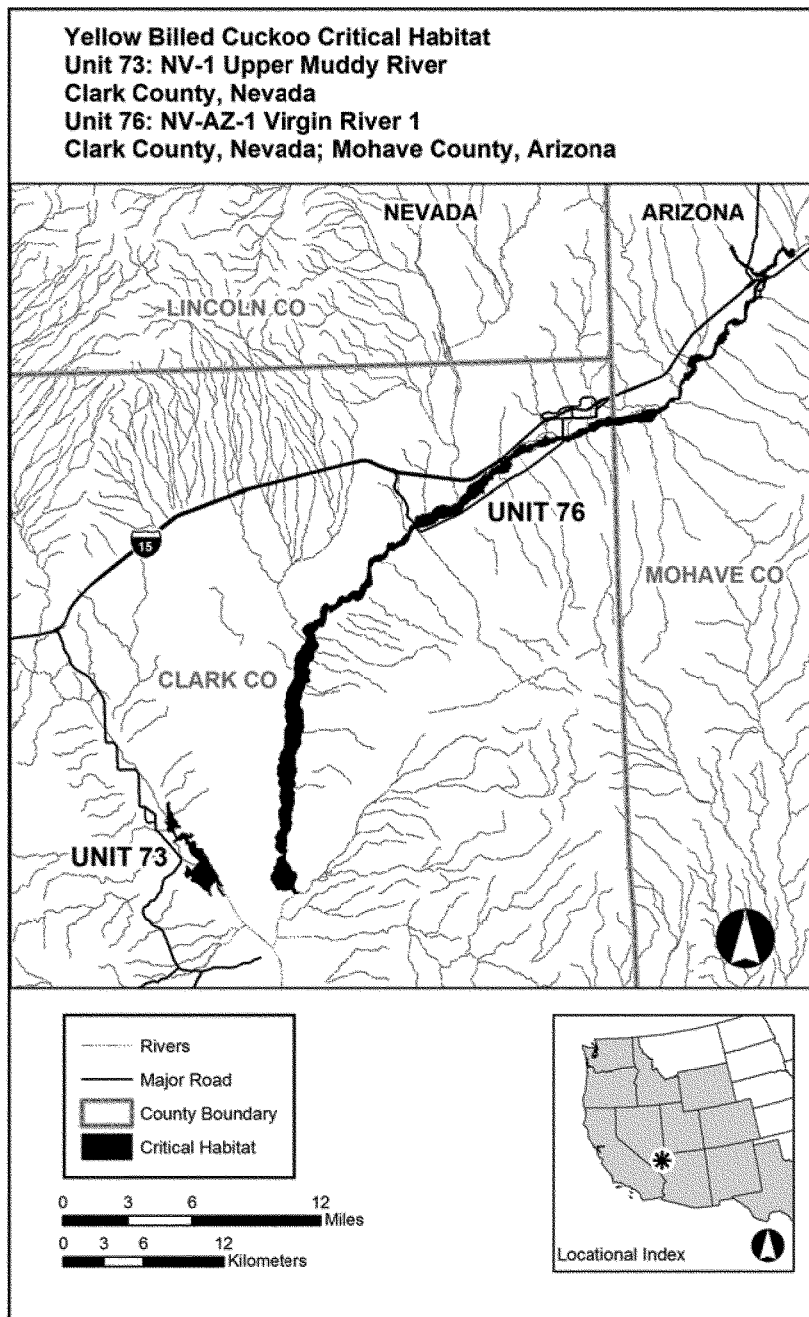 Yellow Billed Cuckoo Critical Habitat
Unit 73: NV-1 Upper Muddy River
Clark County, Nevada
Unit 76: NV-AZ-1 Virgin River 1
Clark County, Nevada; Mohave County, Arizona
NEVADA
ARIZONA
LINCOLN CO
UNIT 76
15
MOHAVE CO
CLARK CO
UNIT 73
Rivers
Major Road
County Boundary
Critical Habitat
0 3 6 12
Miles
0 3 6 12
Kilometers
Locational Index